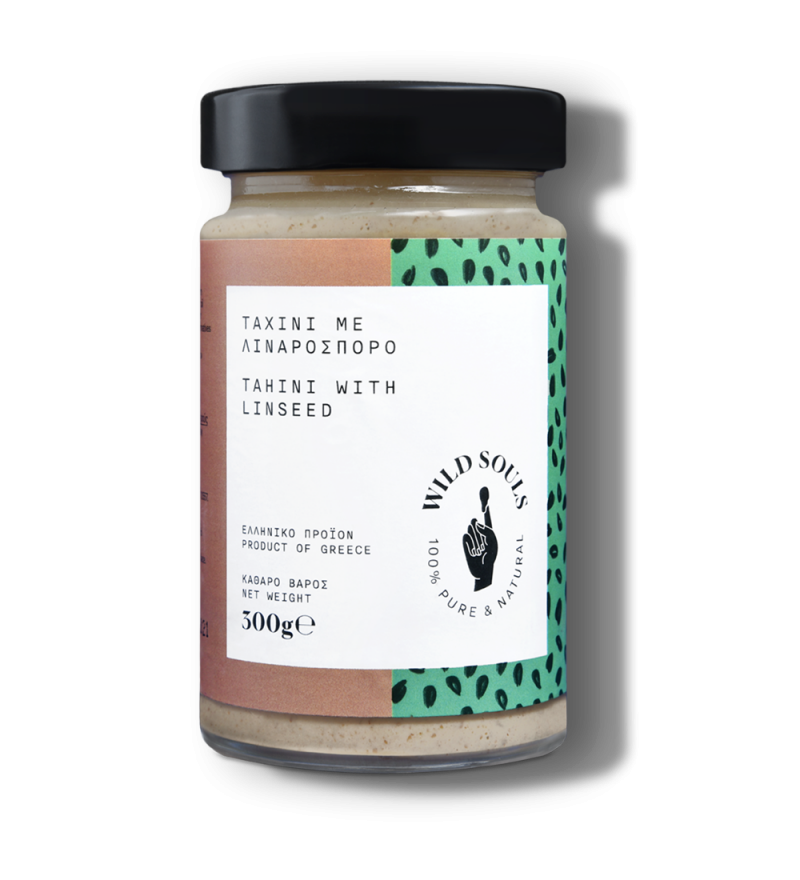 ΤΑΧΙΝΙ ΜΕ
ΛΙΝΑΡΟΣΠΟΡΟ
TAHINI WITH
LINSEED
WILD SOULS
100% PURE & NATURAL
ΕΛΛΗΝΙΚΟ ΠΡΟΪΟΝ
PRODUCT OF GREECE
ΚΑΘΑΡΟ ΒΑΡΟΣ
NET WEIGHT
300g℮